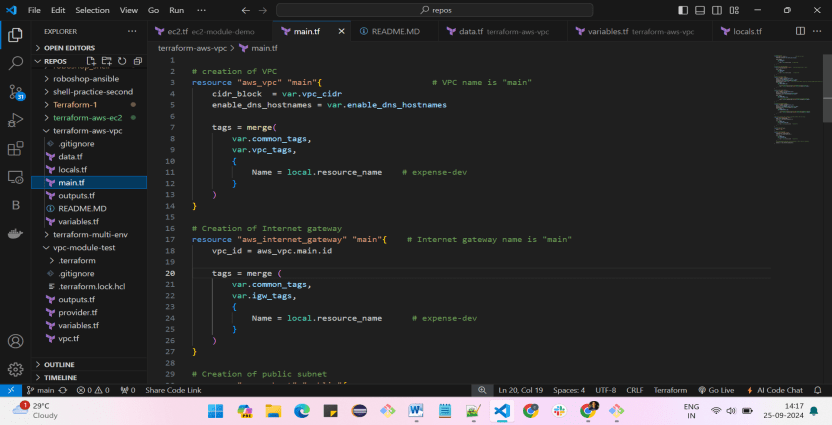 File Edit Selection View Go Run ··· repos
EXPLORER
OPEN EDITORS
REPOS
roboshop-ansible
shell-practice-second
Terraform-1
terraform-aws-ec2
terraform-aws-vpc
.gitignore
data.tf
locals.tf
main.tf
outputs.tf
README.MD
variables.tf
terraform-multi-env
vpc-module-test
.terraform
.gitignore
.terraform.lock.hcl
outputs.tf
provider.tf
variables.tf
vpc.tf
OUTLINE
TIMELINE
31
B
ec2.tf ec2-module-demo main.tf README.MD data.tf terraform-aws-vpc variables.tf terraform-aws-vpc locals.tf
terraform-aws-vpc > main.tf
1
2 # creation of VPC
3 resource "aws_vpc" "main"{ # VPC name is "main"
4 cidr_block = var.vpc_cidr
5 enable_dns_hostnames = var.enable_dns_hostnames
6
7 tags = merge(
8 var.common_tags,
9 var.vpc_tags,
10 {
11 Name = local.resource_name # expense-dev
12 }
13 )
14 }
15
16 # Creation of Internet gateway
17 resource "aws_internet_gateway" "main"{ # Internet gateway name is "main"
18 vpc_id = aws_vpc.main.id
19
20 tags = merge (
21 var.common_tags,
22 var.igw_tags,
23 {
24 Name = local.resource_name # expense-dev
25 }
26 )
27 }
28
29 # Creation of public subnet
main 0 0 0 Share Code Link Ln 20, Col 19 Spaces: 4 UTF-8 CRLF Terraform Go Live AI Code Chat
1 29°C
Cloudy
ENG
IN
14:17
25-09-2024